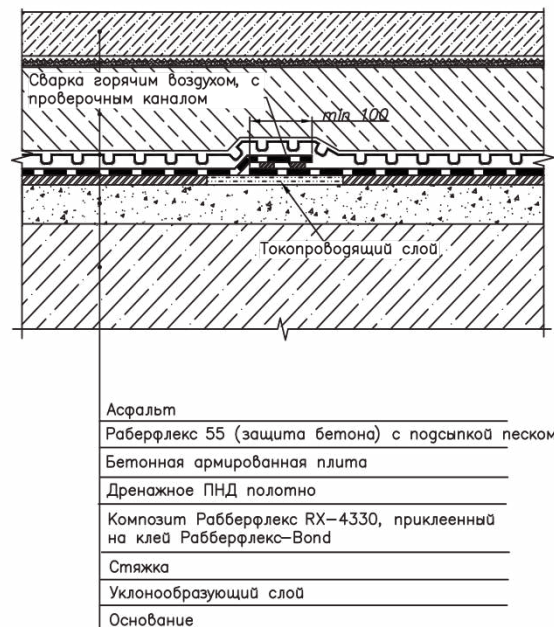 Сварка горячим воздухом, с
проверочным каналом
min 100
Токопроводящий слой
Асфальт
Раберфлекс 55 (защита бетона) с подсыпкой песком
Бетонная армированная плита
Дренажное ПНД полотно
Композит Рабберфлекс RX-4330, приклеенный
на клей Рабберфлекс-Bond
Стяжка
Уклонообразующий слой
Основание